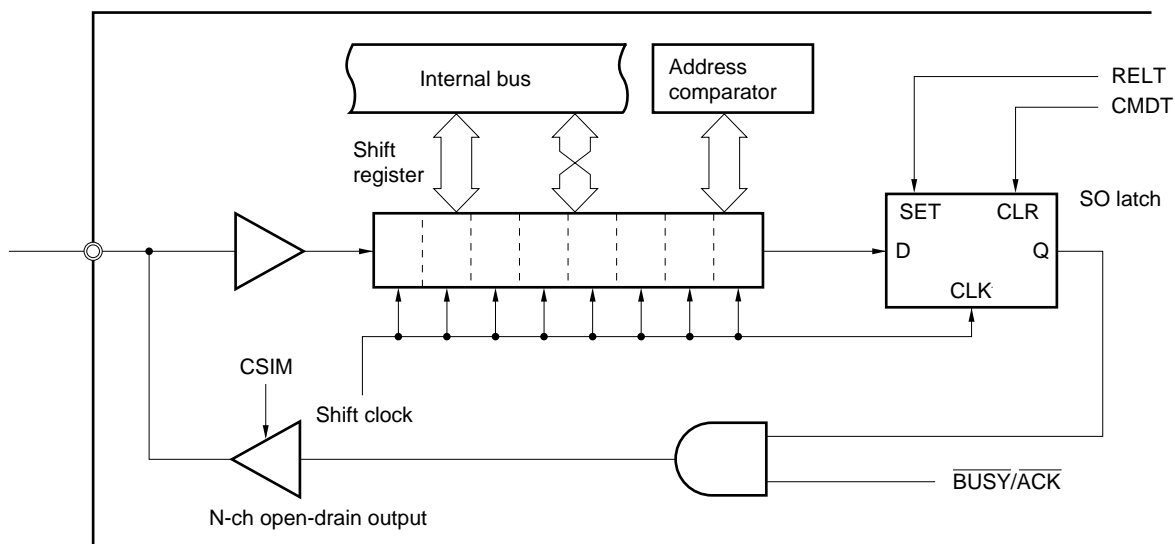 Internal bus
Address
comparator
RELT
CMDT
Shift
register
SET CLR
SO latch
D Q
CLK
CSIM
Shift clock
BUSY/ACK
N-ch open-drain output